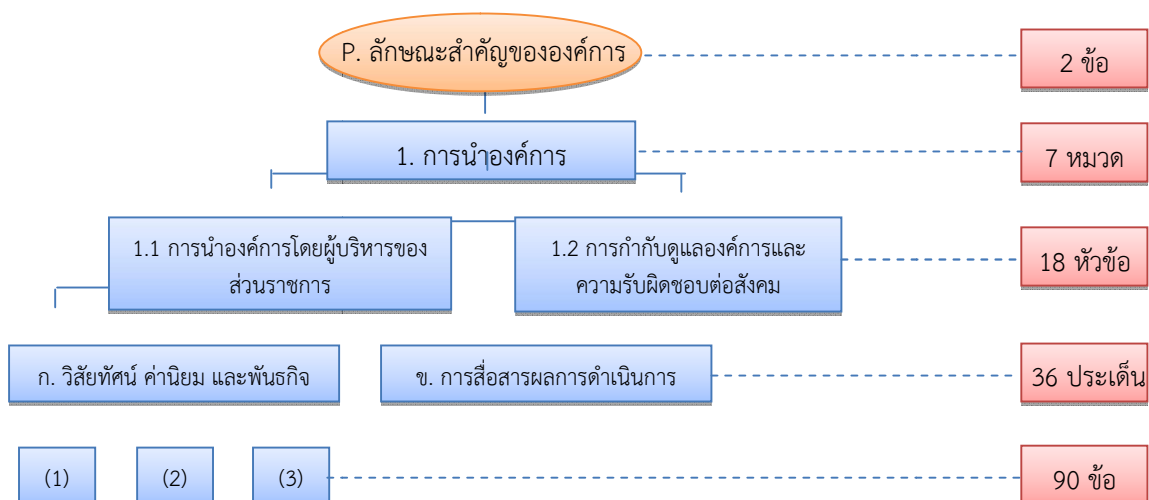 P. ลักษณะสำคัญขององค์การ
2 ข้อ
1. การนำองค์การ
7 หมวด
1.1 การนำองค์การโดยผู้บริหารของ
ส่วนราชการ
1.2 การกำกับดูแลองค์การและ
ความรับผิดชอบต่อสังคม
18 หัวข้อ
ก. วิสัยทัศน์ ค่านิยม และพันธกิจ
ข. การสื่อสารผลการดำเนินการ
36 ประเด็น
(1)
(2)
(3)
90 ข้อ